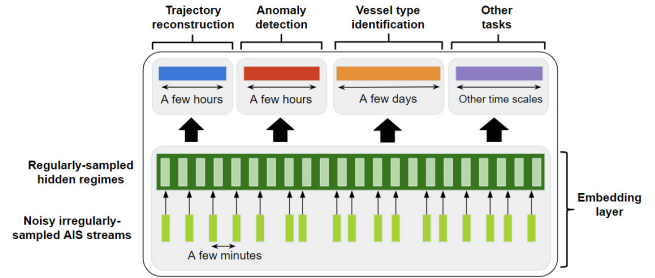 Trajectory
reconstruction
Anomaly
detection
Vessel type
identification
Other
tasks
A few hours
A few hours
A few days
Other time scales
Regularly-sampled
hidden regimes
Noisy irregularly-
sampled AIS streams
A few minutes
Embedding
layer